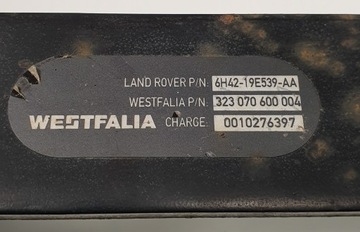 LAND ROVER P/N: 6H42-19E539-AA
WESTFALIA P/N: 323 070 600 004
WESTFALIA CHARGE: 0010276397